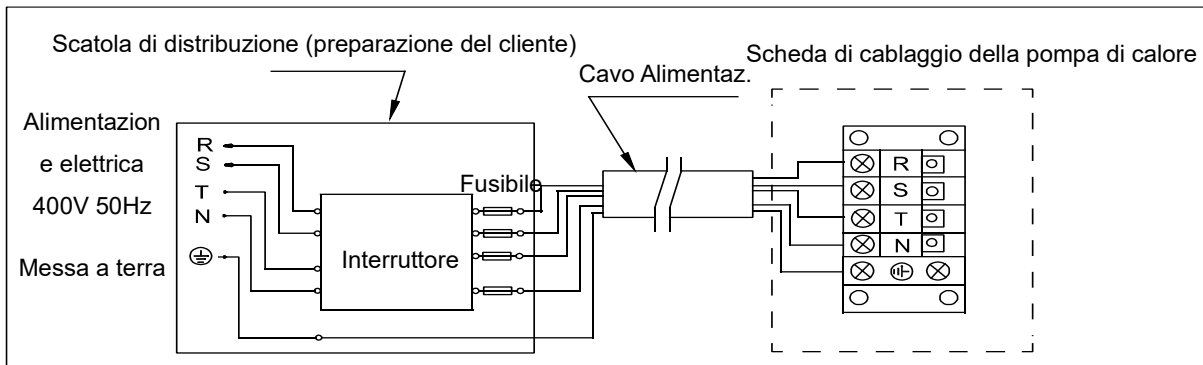 Scatola di distribuzione (preparazione del cliente)
Scheda di cablaggio della pompa di calore
Cavo Alimentaz.
Alimentazion
e elettrica
400V 50Hz
Messa a terra
R
S
T
N
Fusibile
Interruttore
R
S
T
N